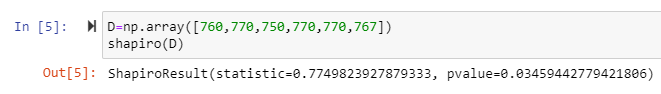 In [5]: D=np.array([760,770,750,770,770,767])
shapiro(D)
Out[5]: ShapiroResult(statistic=0.7749823927879333, pvalue=0.03459442779421806)